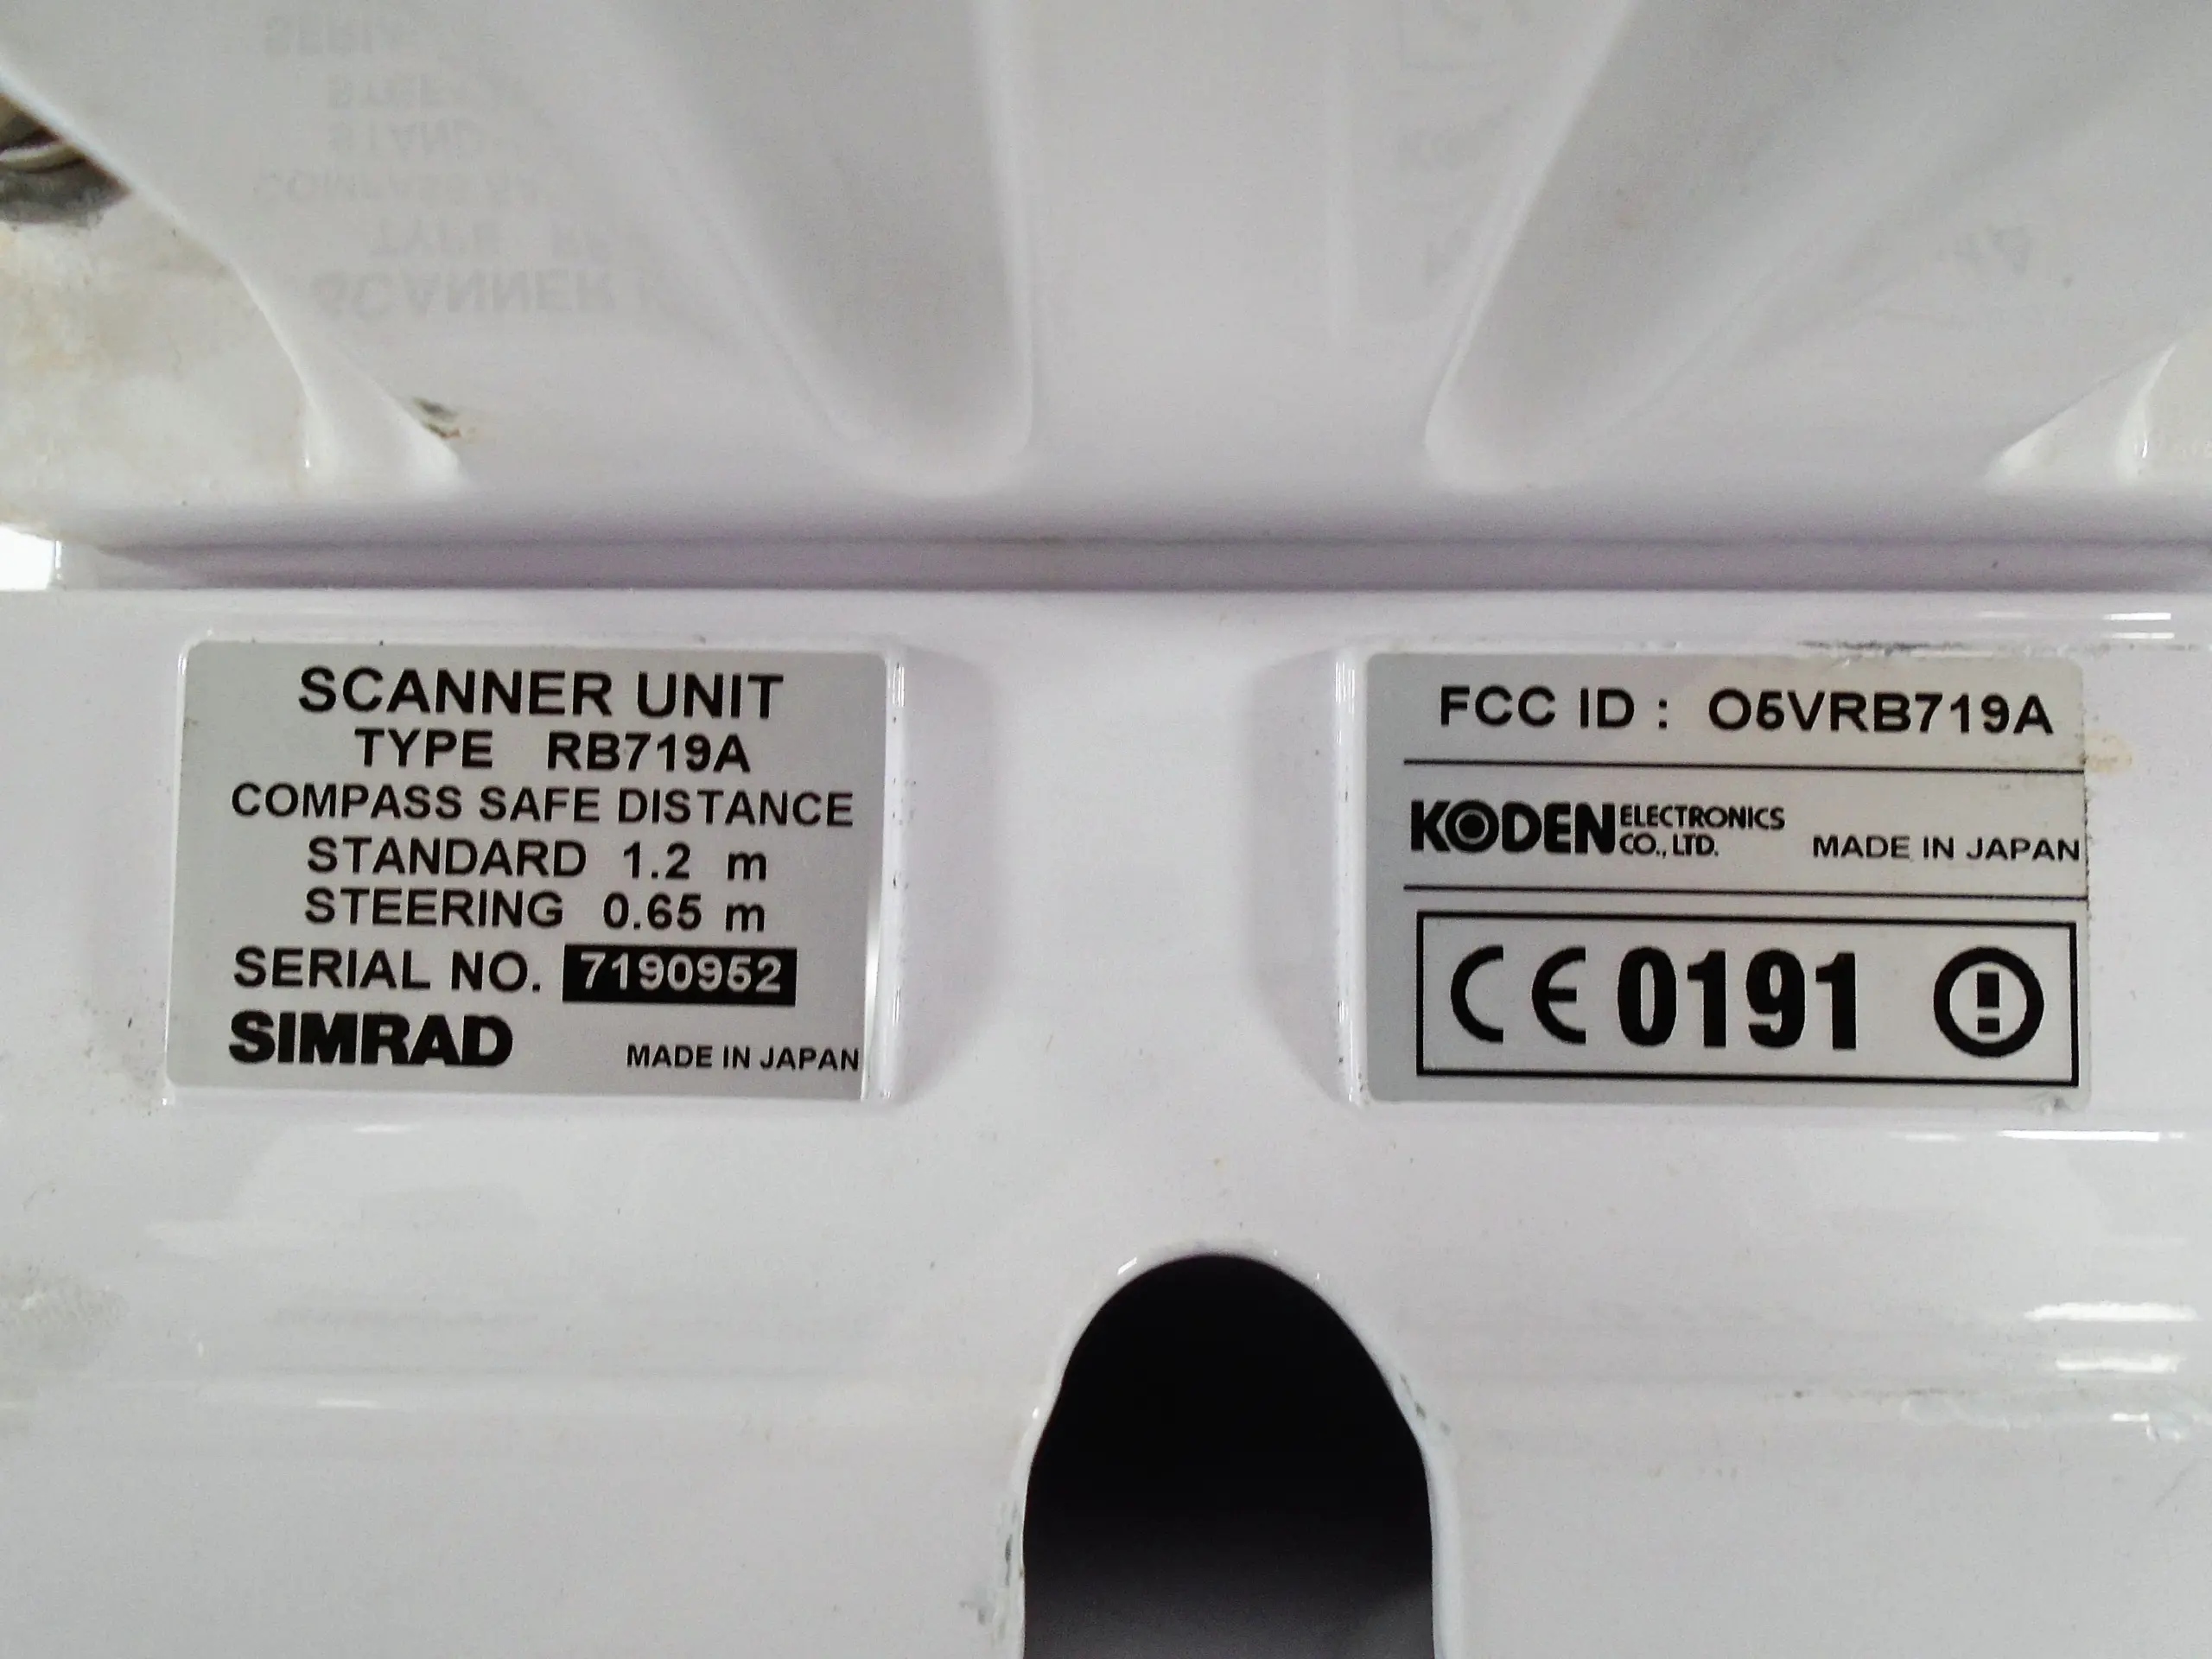 SCANNER UNIT
TYPE RB719A
COMPASS SAFE DISTANCE
STANDARD 1.2 m
STEERING 0.65 m
SERIAL NO. 7190952
SIMRAD MADE IN JAPAN
FCC ID : O5VRB719A
KODEN ELECTRONICS CO., LTD. MADE IN JAPAN
CE 0191